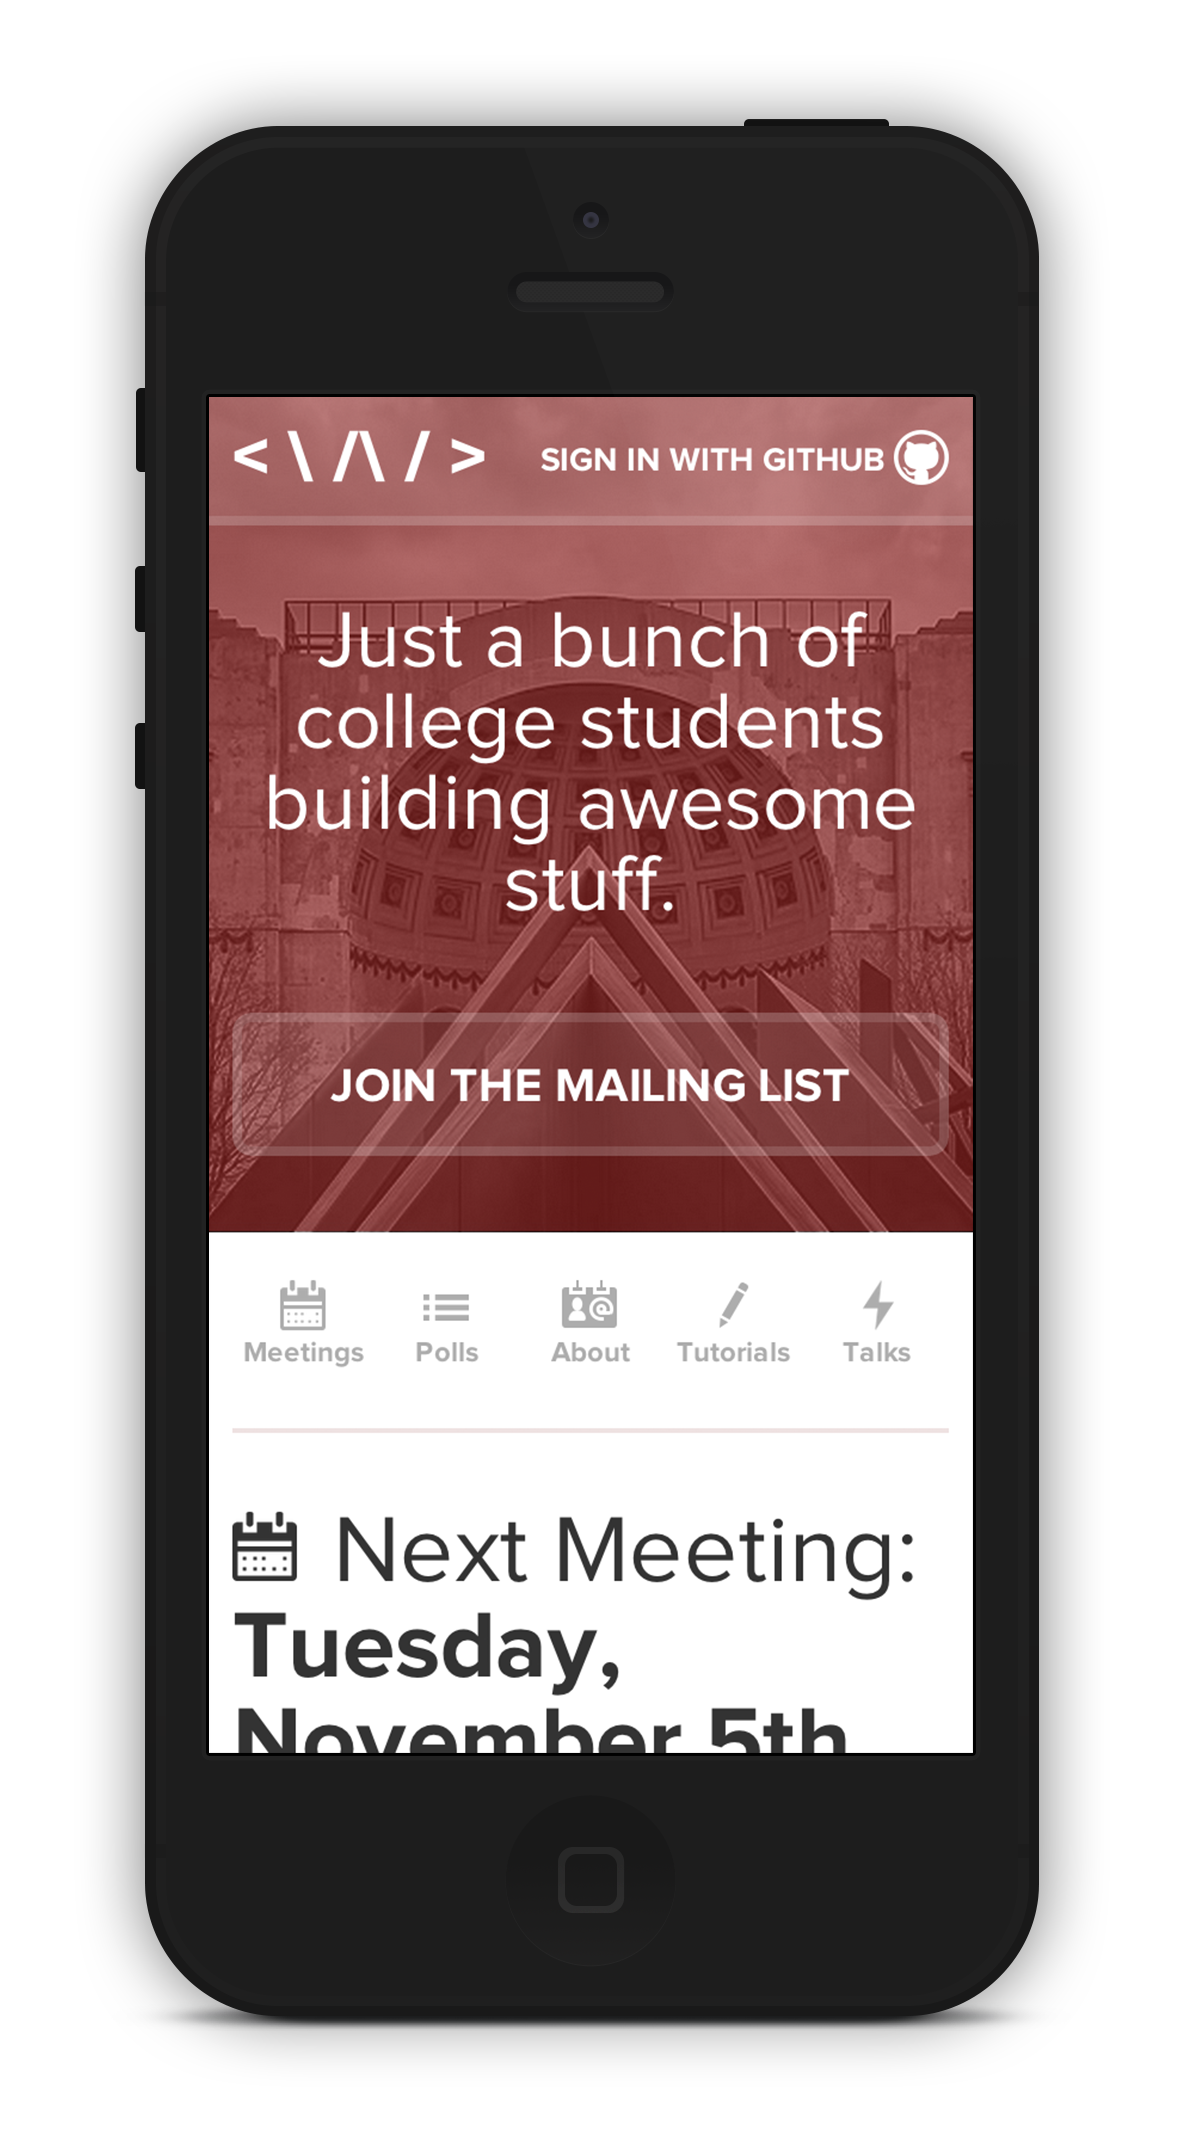 < \ /\ / >
SIGN IN WITH GITHUB
Just a bunch of
college students
building awesome
stuff.
JOIN THE MAILING LIST
Meetings Polls About Tutorials Talks
Next Meeting:
Tuesday,
November 5th